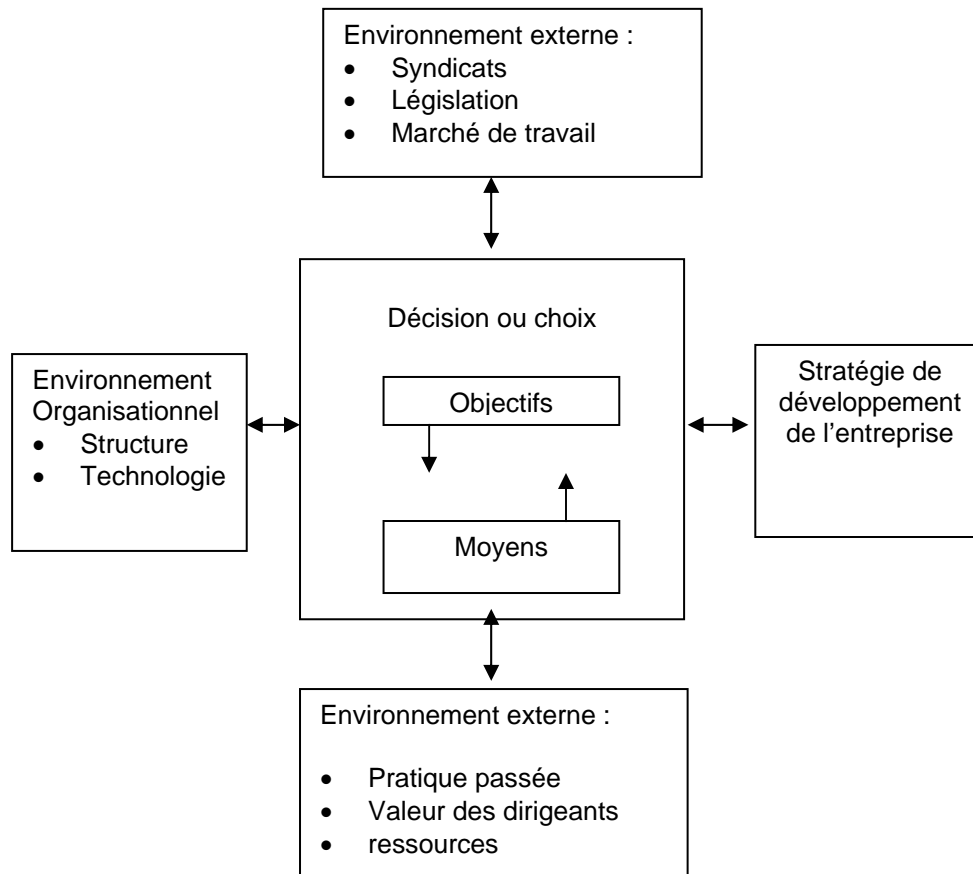 Environnement externe :
• Syndicats
• Législation
• Marché de travail
Décision ou choix
Objectifs
Moyens
Environnement
Organisationnel
• Structure
• Technologie
Stratégie de
développement
de l’entreprise
Environnement externe :
• Pratique passée
• Valeur des dirigeants
• ressources